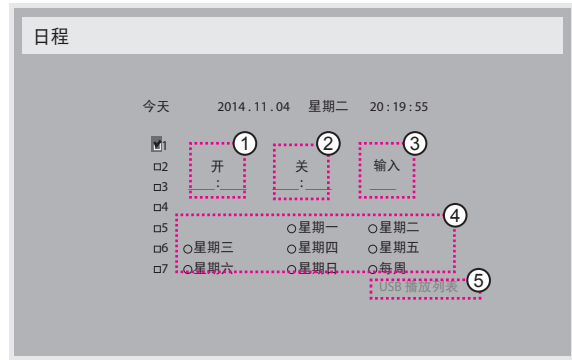 日程
今天 2014.11.04 星期二 20:19:55
1 ① ② ③
2 开 关 输入
3 __:__ __:__ __
4 ④
5 ○星期一 ○星期二
6 ○星期三 ○星期四 ○星期五
7 ○星期六 ○星期日 ○每周
USB 播放列表 ⑤